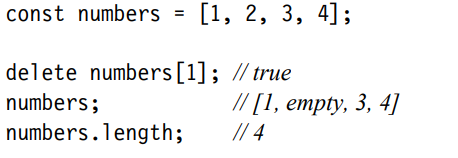 const numbers = [1, 2, 3, 4];
delete numbers[1]; // true
numbers; // [1, empty, 3, 4]
numbers.length; // 4